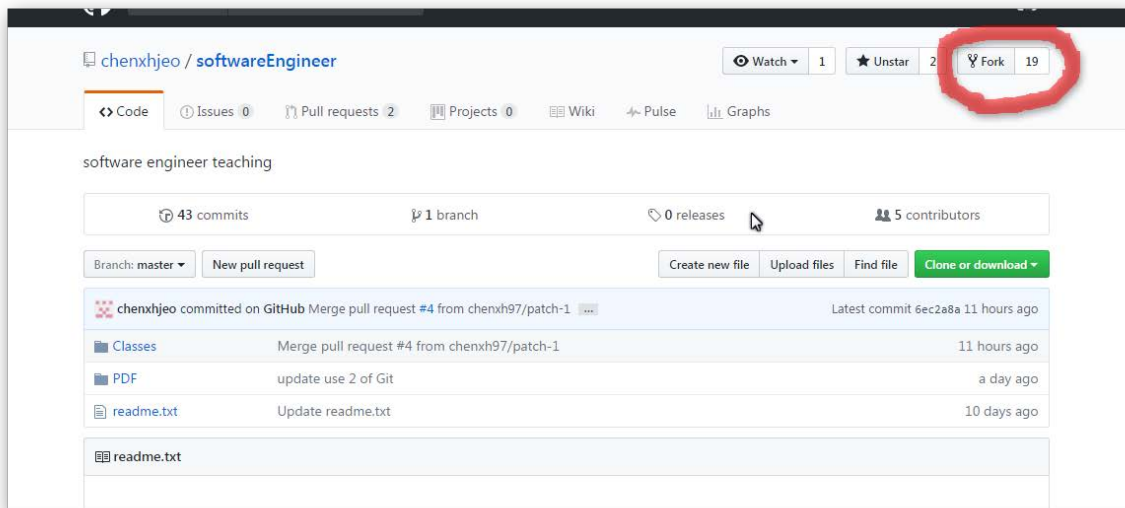 chenxhjeo / softwareEngineer
Watch 1 Unstar 2 Fork 19
Code Issues 0 Pull requests 2 Projects 0 Wiki Pulse Graphs
software engineer teaching
43 commits 1 branch 0 releases 5 contributors
Branch: master New pull request Create new file Upload files Find file Clone or download
chenxhjeo committed on GitHub Merge pull request #4 from chenxh97/patch-1 ... Latest commit 6ec2a8a 11 hours ago
Classes Merge pull request #4 from chenxh97/patch-1 11 hours ago
PDF update use 2 of Git a day ago
readme.txt Update readme.txt 10 days ago
readme.txt